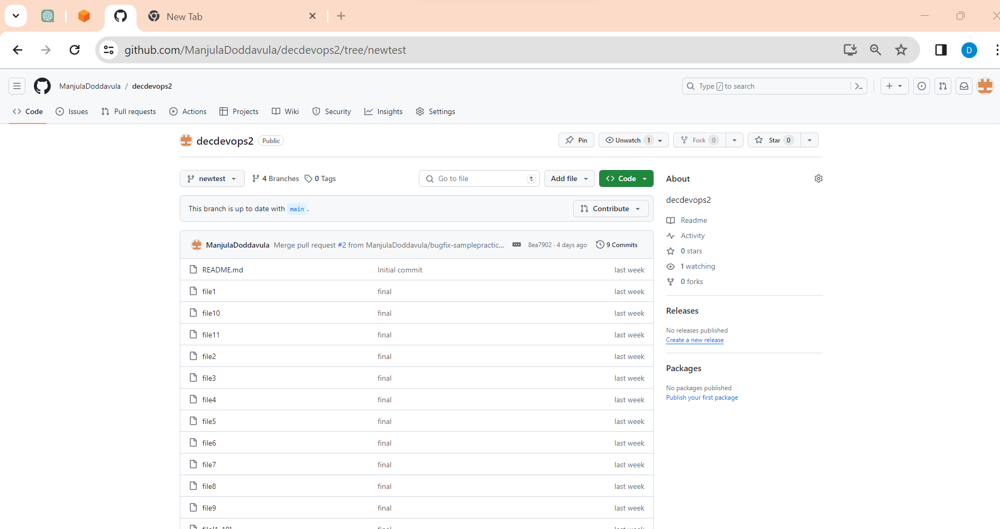 New Tab
github.com/ManjulaDoddavula/decdevops2/tree/newtest
D
ManjulaDoddavula / decdevops2
Type / to search
Code Issues Pull requests Actions Projects Wiki Security Insights Settings
decdevops2 Public
Pin Unwatch 1 Fork 0 Star 0
newtest 4 Branches 0 Tags Go to file t Add file Code
About
This branch is up to date with main . Contribute
decdevops2
Readme
Activity
0 stars
1 watching
0 forks
ManjulaDoddavula Merge pull request #2 from ManjulaDoddavula/bugfix-samplepractic... 8ea7902 · 4 days ago 9 Commits
README.md Initial commit last week
file1 final last week
file10 final last week
file11 final last week
file2 final last week
file3 final last week
file4 final last week
file5 final last week
file6 final last week
file7 final last week
file8 final last week
file9 final last week
Releases
No releases published
Create a new release
Packages
No packages published
Publish your first package